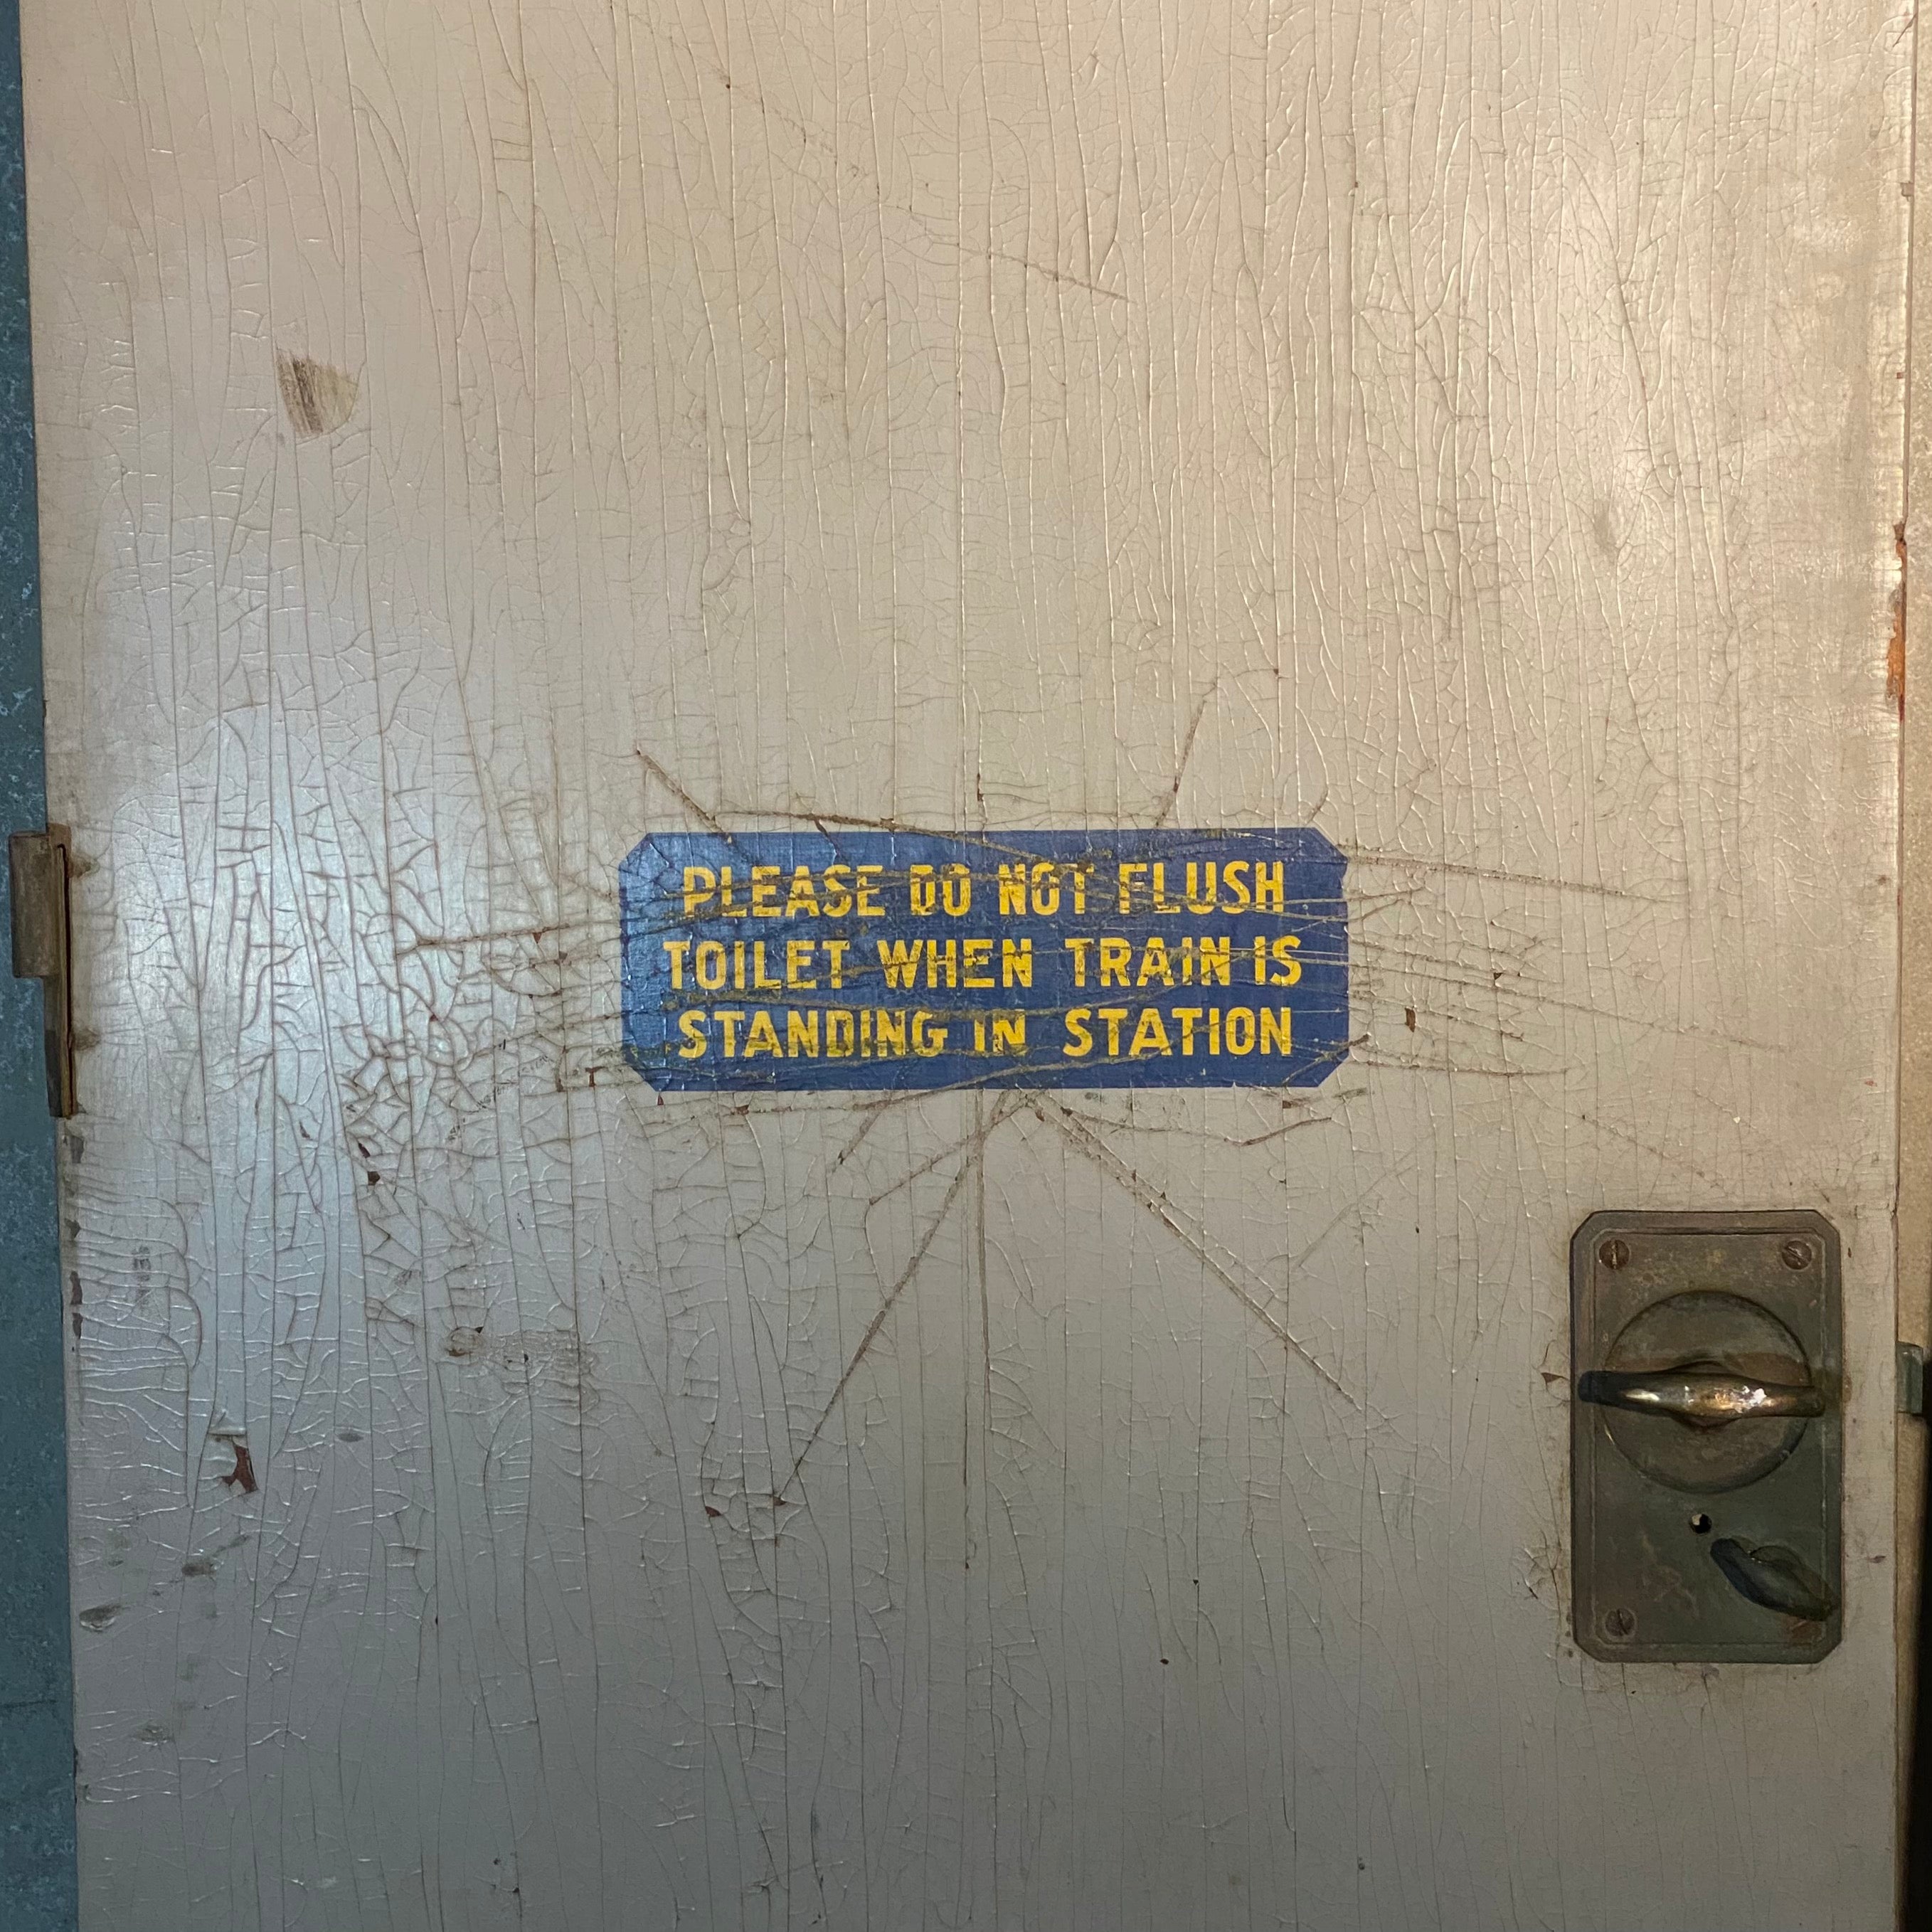 PLEASE DO NOT FLUSH
TOILET WHEN TRAIN IS
STANDING IN STATION